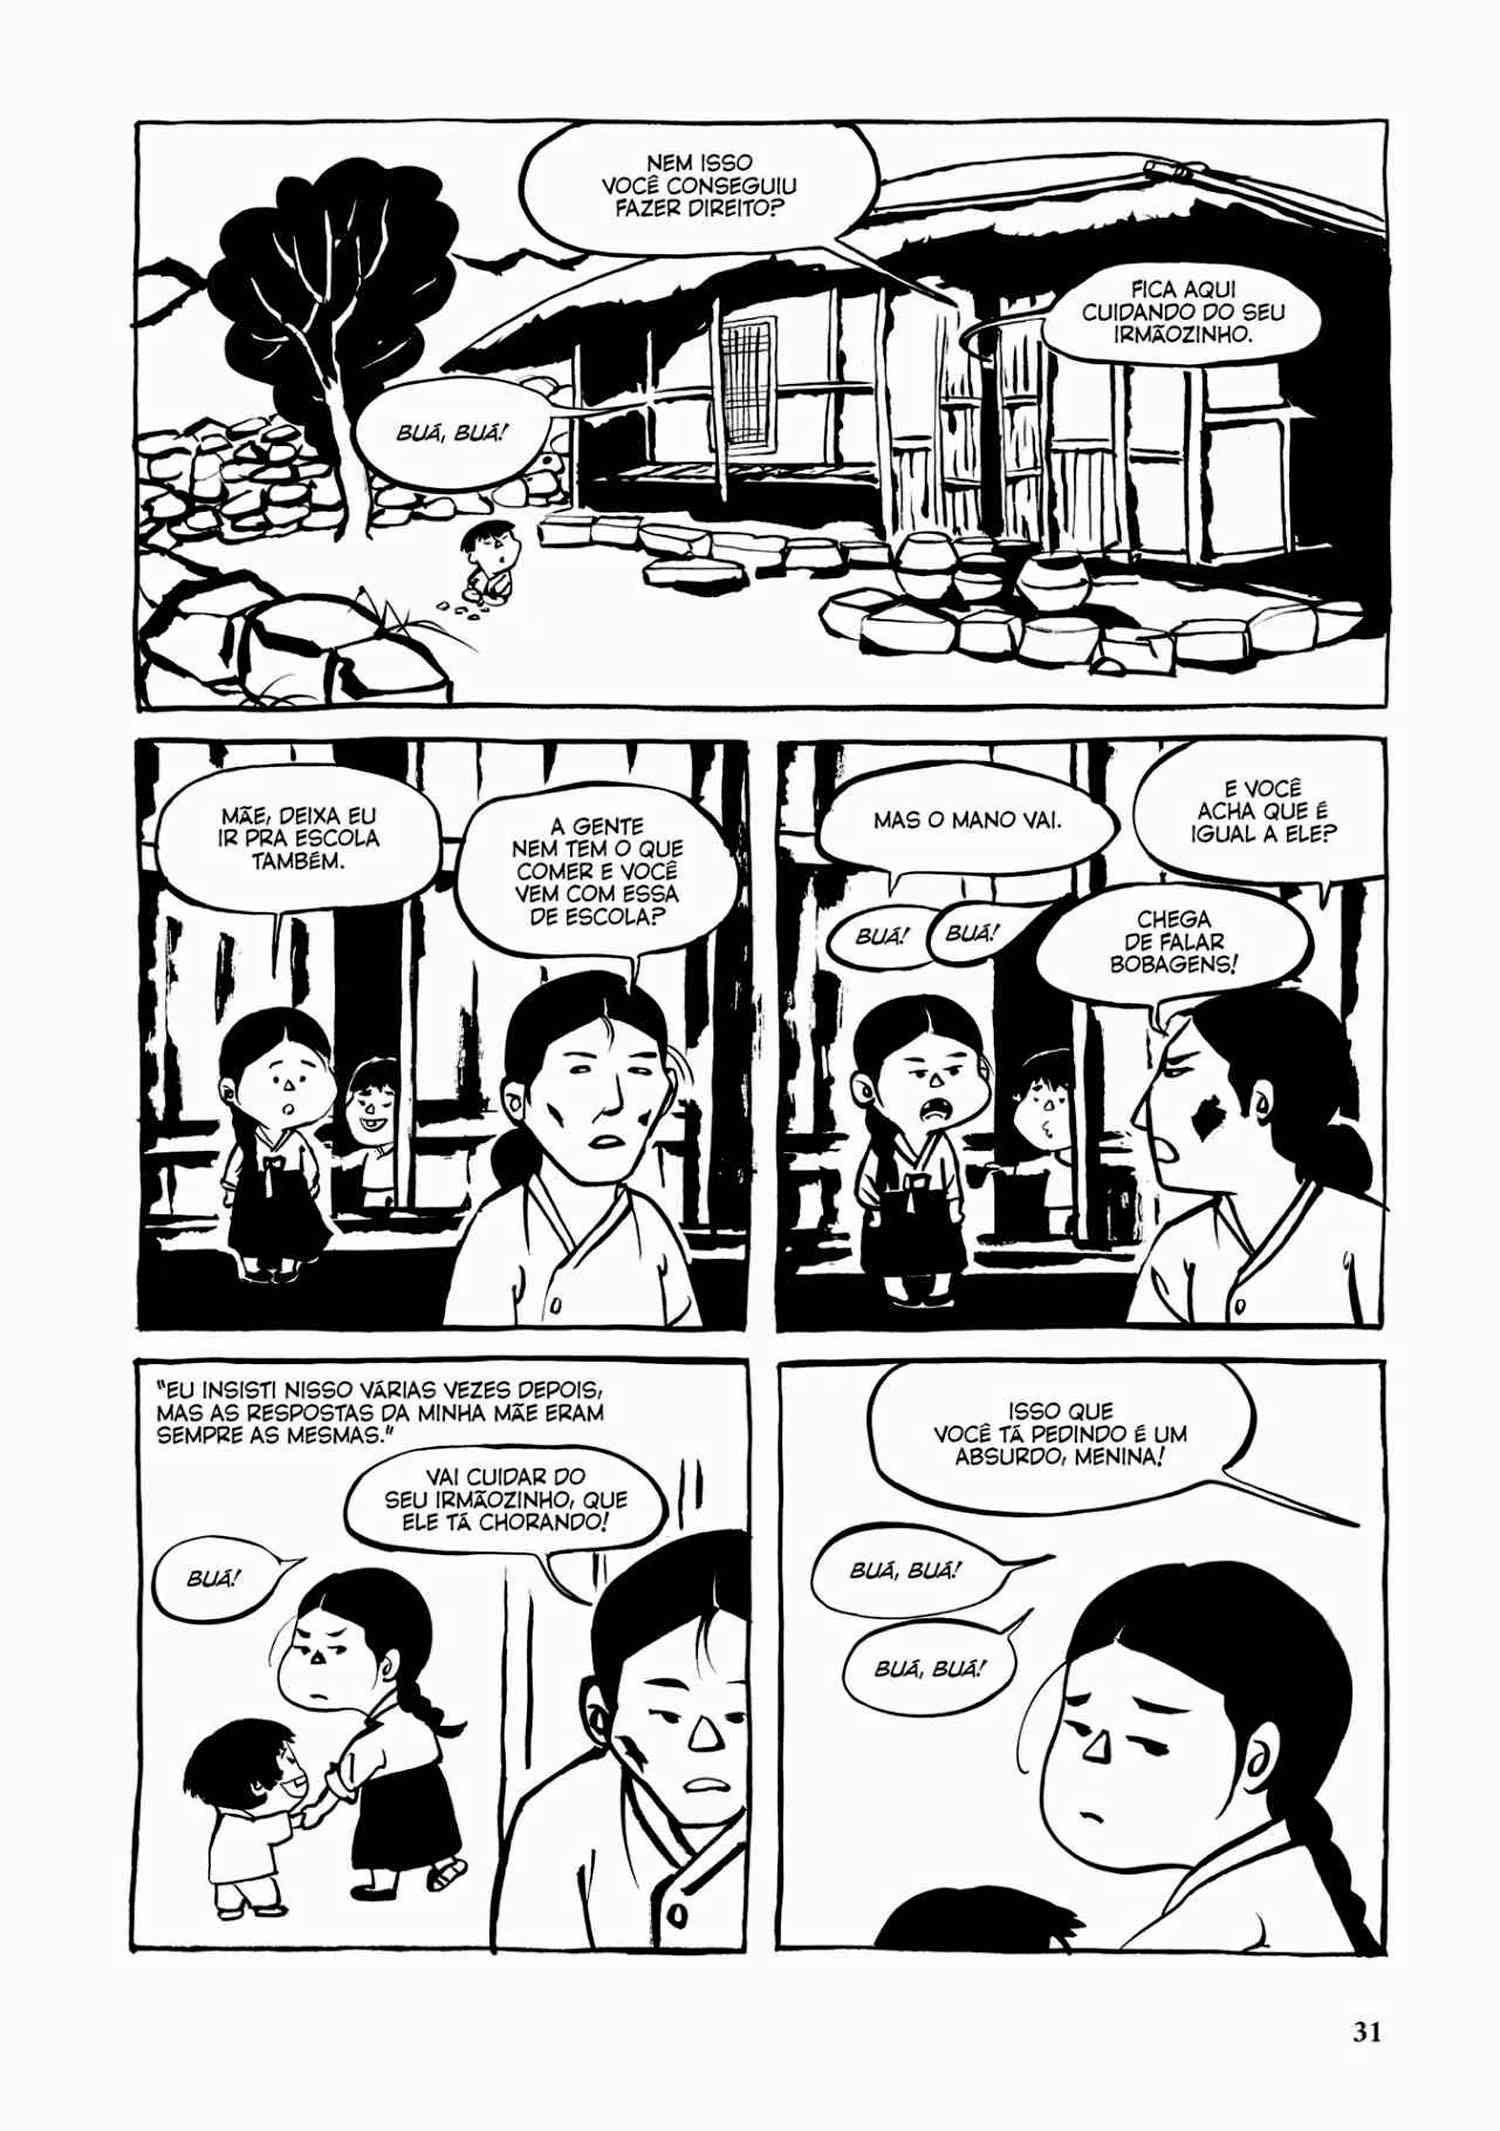 NEM ISSO
VOCÊ CONSEGUIU
FAZER DIREITO?
FICA AQUI
CUIDANDO DO SEU
IRMÃOZINHO.
BUÁ, BUÁ!
MÃE, DEIXA EU
IR PRA ESCOLA
TAMBÉM.
A GENTE
NEM TEM O QUE
COMER E VOCÊ
VEM COM ESSA
DE ESCOLA?
MAS O MANO VAI.
E VOCÊ
ACHA QUE É
IGUAL A ELE?
BUÁ!
BUÁ!
CHEGA
DE FALAR
BOBAGENS!
"EU INSISTI NISSO VÁRIAS VEZES DEPOIS,
MAS AS RESPOSTAS DA MINHA MÃE ERAM
SEMPRE AS MESMAS."
VAI CUIDAR DO
SEU IRMÃOZINHO, QUE
ELE TÁ CHORANDO!
BUÁ!
ISSO QUE
VOCÊ TÁ PEDINDO É UM
ABSURDO, MENINA!
BUÁ, BUÁ!
BUÁ, BUÁ!
31